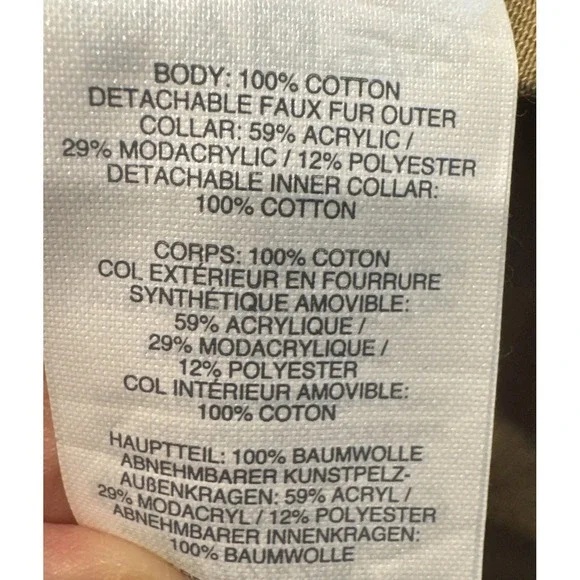 BODY: 100% COTTON
DETACHABLE FAUX FUR OUTER
COLLAR: 59% ACRYLIC /
29% MODACRYLIC / 12% POLYESTER
DETACHABLE INNER COLLAR:
100% COTTON
CORPS: 100% COTON
COL EXTÉRIEUR EN FOURRURE
SYNTHÉTIQUE AMOVIBLE:
59% ACRYLIQUE /
29% MODACRYLIQUE /
12% POLYESTER
COL INTÉRIEUR AMOVIBLE:
100% COTON
HAUPTTEIL: 100% BAUMWOLLE
ABNEHMBARER KUNSTPELZ-
AUßENKRAGEN: 59% ACRYL /
29% MODACRYL / 12% POLYESTER
ABNEHMBARER INNENKRAGEN:
100% BAUMWOLLE